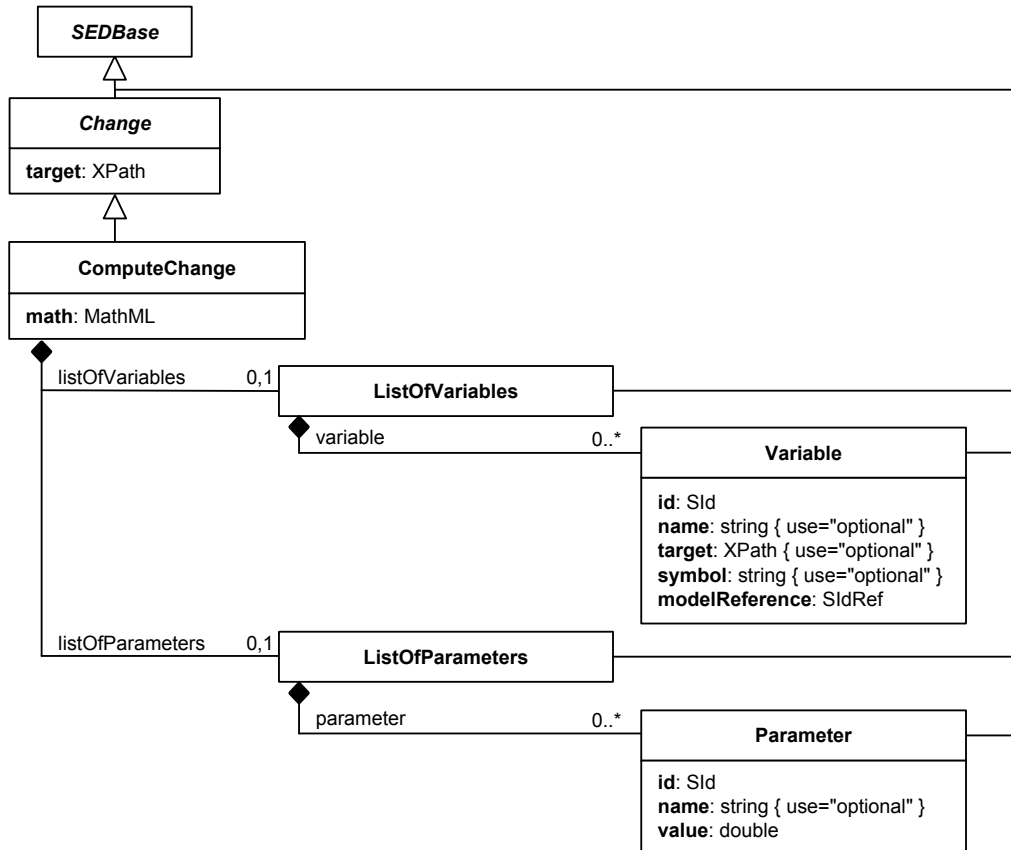 SEDBase
Change
target: XPath
ComputeChange
math: MathML
listOfVariables 0,1
ListOfVariables
variable 0..*
Variable
id: SId
name: string { use="optional" }
target: XPath { use="optional" }
symbol: string { use="optional" }
modelReference: SIdRef
listOfParameters 0,1
ListOfParameters
parameter 0..*
Parameter
id: SId
name: string { use="optional" }
value: double